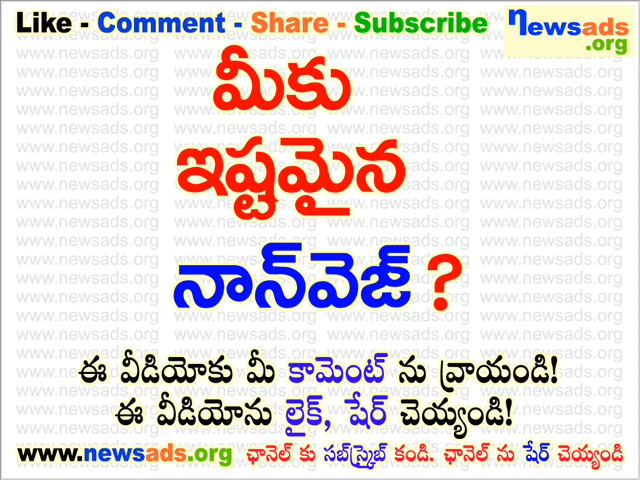 Like - Comment - Share - Subscribe
newsads
.org
మీకు
ఇష్టమైన
నాన్‌వెజ్ ?
ఈ వీడియోకు మీ కామెంట్ ను వ్రాయండి!
ఈ వీడియోను లైక్, షేర్ చెయ్యండి!
www.newsads.org ఛానెల్ కు సబ్‌స్క్రైబ్ కండి. ఛానెల్ ను షేర్ చెయ్యండి